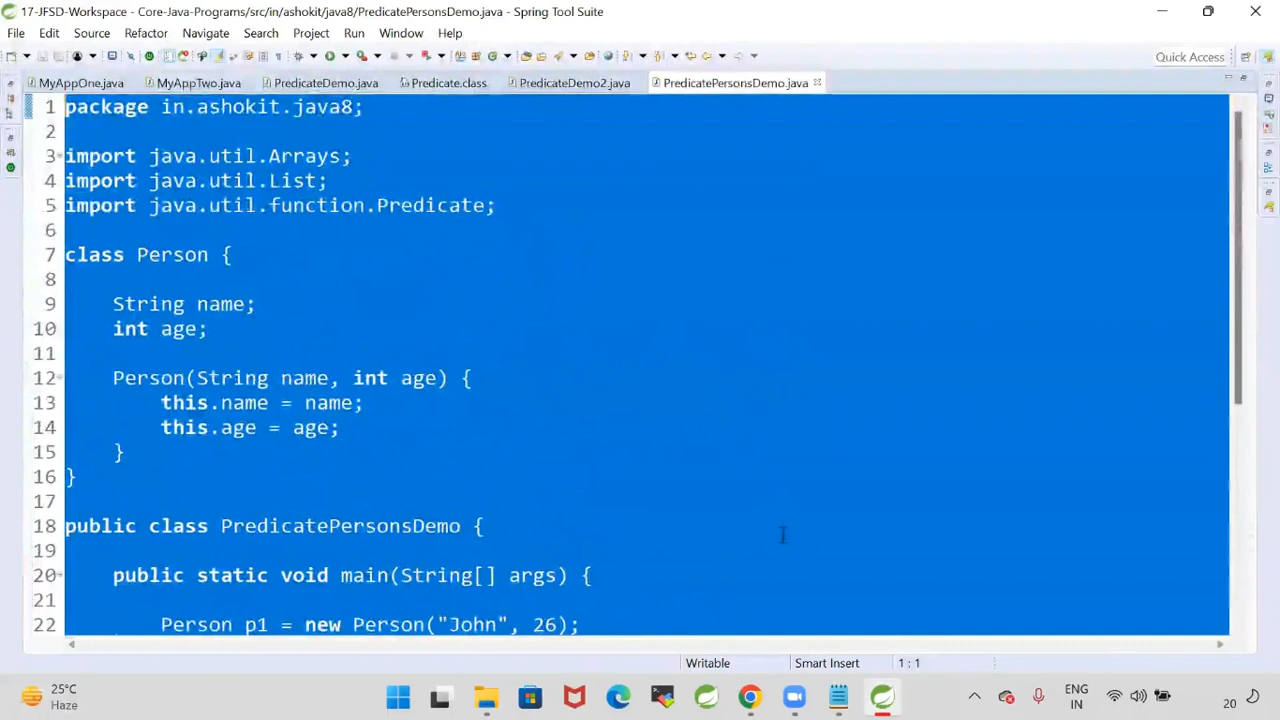 17-JFSD-Workspace - Core-Java-Programs/src/in/ashokit/java8/PredicatePersonsDemo.java - Spring Tool Suite
File Edit Source Refactor Navigate Search Project Run Window Help
Quick Access
MyAppOne.java MyAppTwo.java PredicateDemo.java Predicate.class PredicateDemo2.java PredicatePersonsDemo.java
1 package in.ashokit.java8;
2
3 import java.util.Arrays;
4 import java.util.List;
5 import java.util.function.Predicate;
6
7 class Person {
8
9 String name;
10 int age;
11
12 Person(String name, int age) {
13 this.name = name;
14 this.age = age;
15 }
16 }
17
18 public class PredicatePersonsDemo {
19
20 public static void main(String[] args) {
21
22 Person p1 = new Person("John", 26);
Writable Smart Insert 1 : 1
25°C
Haze
ENG
IN
20